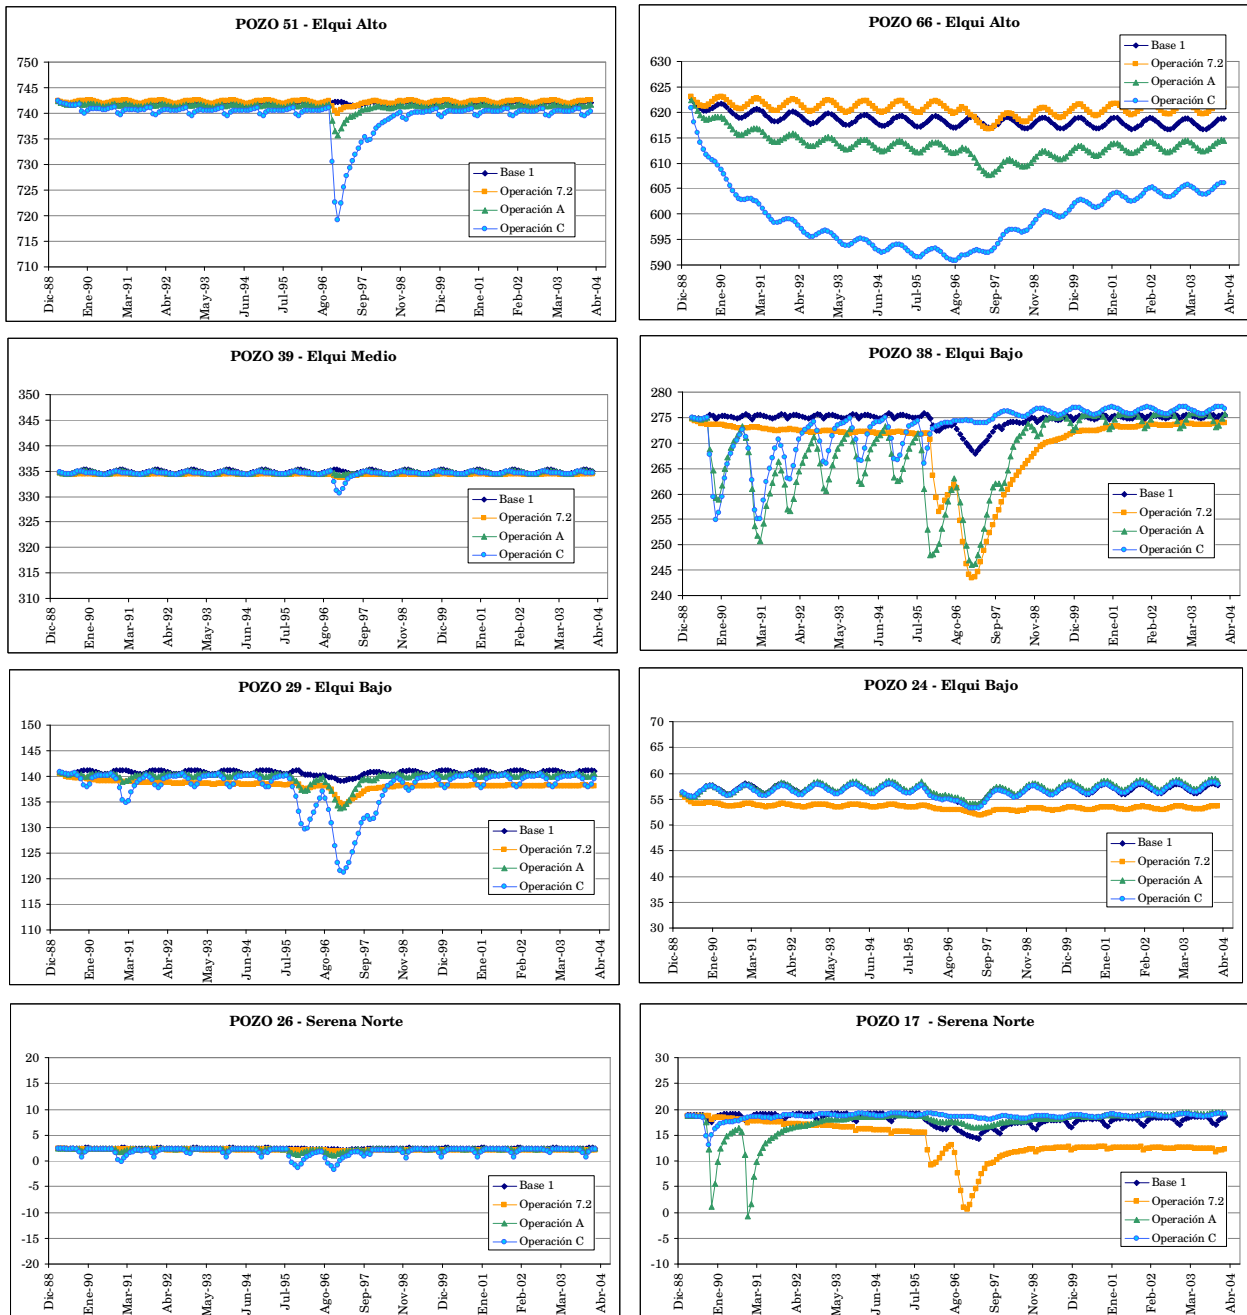 POZO 51 - Elqui Alto
750
745
740
735
730
725
720
715
710
Dic-88
Ene-90
Mar-91
Abr-92
May-93
Jun-94
Jul-95
Ago-96
Sep-97
Nov-98
Dic-99
Ene-01
Feb-02
Mar-03
Abr-04
Base 1
Operación 7.2
Operación A
Operación C
POZO 66 - Elqui Alto
630
625
620
615
610
605
600
595
590
Dic-88
Ene-90
Mar-91
Abr-92
May-93
Jun-94
Jul-95
Ago-96
Sep-97
Nov-98
Dic-99
Ene-01
Feb-02
Mar-03
Abr-04
Base 1
Operación 7.2
Operación A
Operación C
POZO 39 - Elqui Medio
350
345
340
335
330
325
320
315
310
Dic-88
Ene-90
Mar-91
Abr-92
May-93
Jun-94
Jul-95
Ago-96
Sep-97
Nov-98
Dic-99
Ene-01
Feb-02
Mar-03
Abr-04
Base 1
Operación 7.2
Operación A
Operación C
POZO 38 - Elqui Bajo
280
275
270
265
260
255
250
245
240
Dic-88
Ene-90
Mar-91
Abr-92
May-93
Jun-94
Jul-95
Ago-96
Sep-97
Nov-98
Dic-99
Ene-01
Feb-02
Mar-03
Abr-04
Base 1
Operación 7.2
Operación A
Operación C
POZO 29 - Elqui Bajo
150
145
140
135
130
125
120
115
110
Dic-88
Ene-90
Mar-91
Abr-92
May-93
Jun-94
Jul-95
Ago-96
Sep-97
Nov-98
Dic-99
Ene-01
Feb-02
Mar-03
Abr-04
Base 1
Operación 7.2
Operación A
Operación C
POZO 24 - Elqui Bajo
70
65
60
55
50
45
40
35
30
Dic-88
Ene-90
Mar-91
Abr-92
May-93
Jun-94
Jul-95
Ago-96
Sep-97
Nov-98
Dic-99
Ene-01
Feb-02
Mar-03
Abr-04
Base 1
Operación 7.2
Operación A
Operación C
POZO 26 - Serena Norte
20
15
10
5
0
-5
-10
-15
-20
Dic-88
Ene-90
Mar-91
Abr-92
May-93
Jun-94
Jul-95
Ago-96
Sep-97
Nov-98
Dic-99
Ene-01
Feb-02
Mar-03
Abr-04
Base 1
Operación 7.2
Operación A
Operación C
POZO 17 - Serena Norte
30
25
20
15
10
5
0
-5
-10
Dic-88
Ene-90
Mar-91
Abr-92
May-93
Jun-94
Jul-95
Ago-96
Sep-97
Nov-98
Dic-99
Ene-01
Feb-02
Mar-03
Abr-04
Base 1
Operación 7.2
Operación A
Operación C